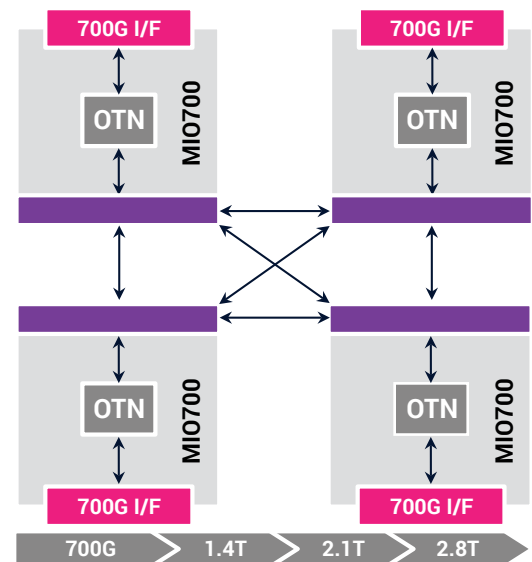 700G I/F
700G I/F
OTN
MIO700
OTN
MIO700
OTN
MIO700
OTN
MIO700
700G I/F
700G I/F
700G
1.4T
2.1T
2.8T